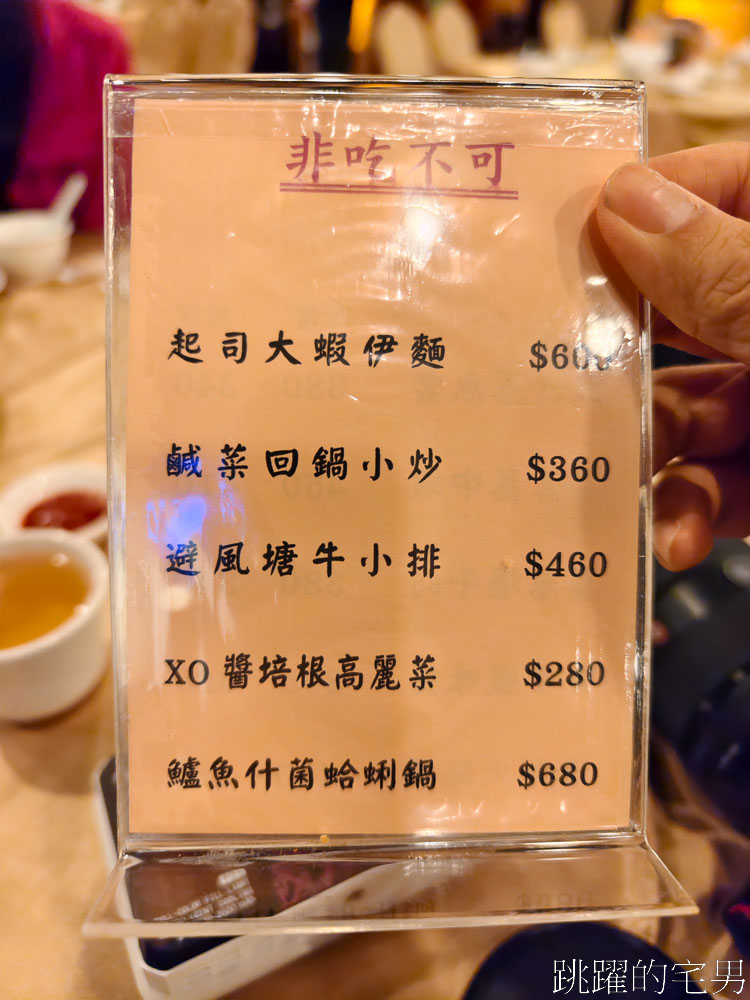 非吃不可
起司大蝦伊麵 $600
鹹菜回鍋小炒 $360
避風塘牛小排 $460
XO醬培根高麗菜 $280
鱸魚什菌蛤蜊鍋 $680
跳躍的宅男